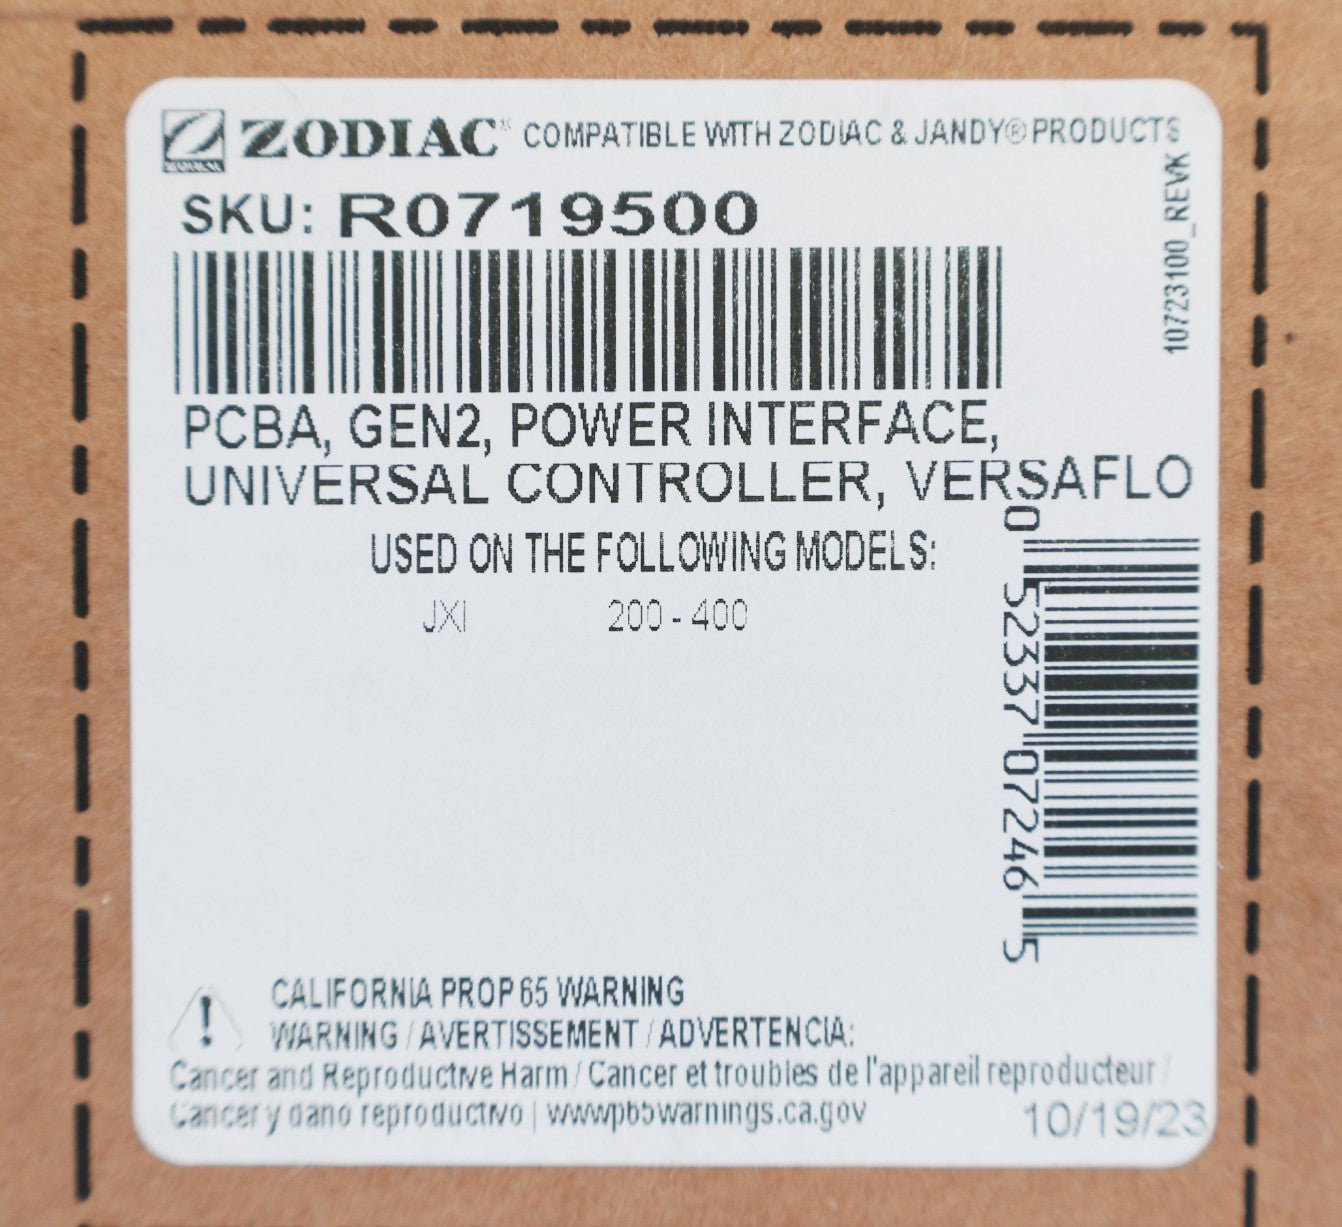 ZODIAC® COMPATIBLE WITH ZODIAC & JANDY® PRODUCTS
SKU: R0719500
10723100_REVK
PCBA, GEN2, POWER INTERFACE,
UNIVERSAL CONTROLLER, VERSAFLO
USED ON THE FOLLOWING MODELS:
JXI 200 - 400
0 52337 07246 5
CALIFORNIA PROP 65 WARNING
WARNING / AVERTISSEMENT / ADVERTENCIA:
Cancer and Reproductive Harm / Cancer et troubles de l'appareil reproducteur /
Cancer y dano reproductivo | www.p65warnings.ca.gov
10/19/23